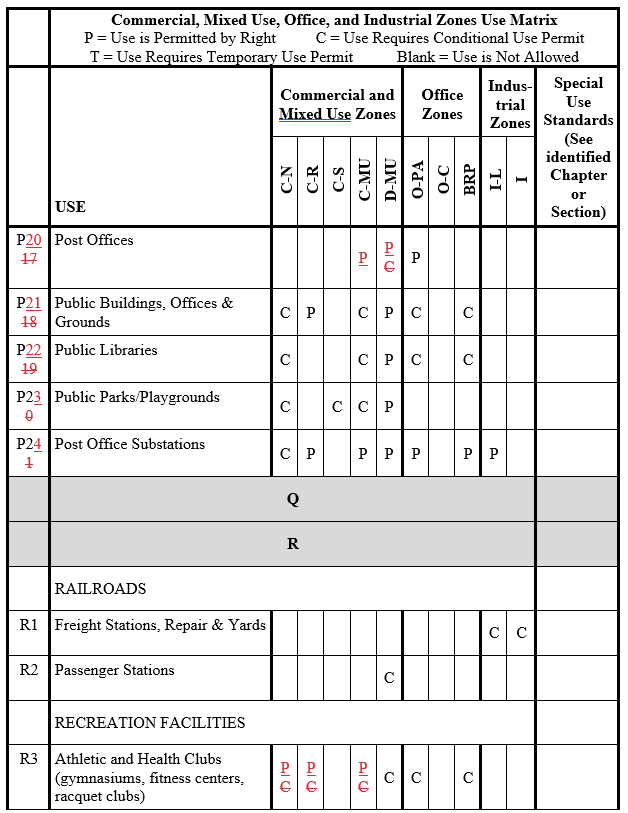 Commercial, Mixed Use, Office, and Industrial Zones Use Matrix
P = Use is Permitted by Right C = Use Requires Conditional Use Permit
T = Use Requires Temporary Use Permit Blank = Use is Not Allowed
USE
Commercial and
Mixed Use Zones
Office
Zones
Indus-
trial
Zones
Special
Use
Standards
(See
identified
Chapter
or
Section)
C-N
C-R
C-S
C-MU
D-MU
O-PA
O-C
BRP
I-L
I
P20
17
Post Offices
P
P
C
P
P21
18
Public Buildings, Offices &
Grounds
C P C P C C
P22
19
Public Libraries
C C P C C
P23
0
Public Parks/Playgrounds
C C C P
P24
1
Post Office Substations
C P P P P P P
Q
R
RAILROADS
R1 Freight Stations, Repair & Yards
C C
R2 Passenger Stations
C
RECREATION FACILITIES
R3 Athletic and Health Clubs
(gymnasiums, fitness centers,
racquet clubs)
P
C
P
C
P
C
C C C